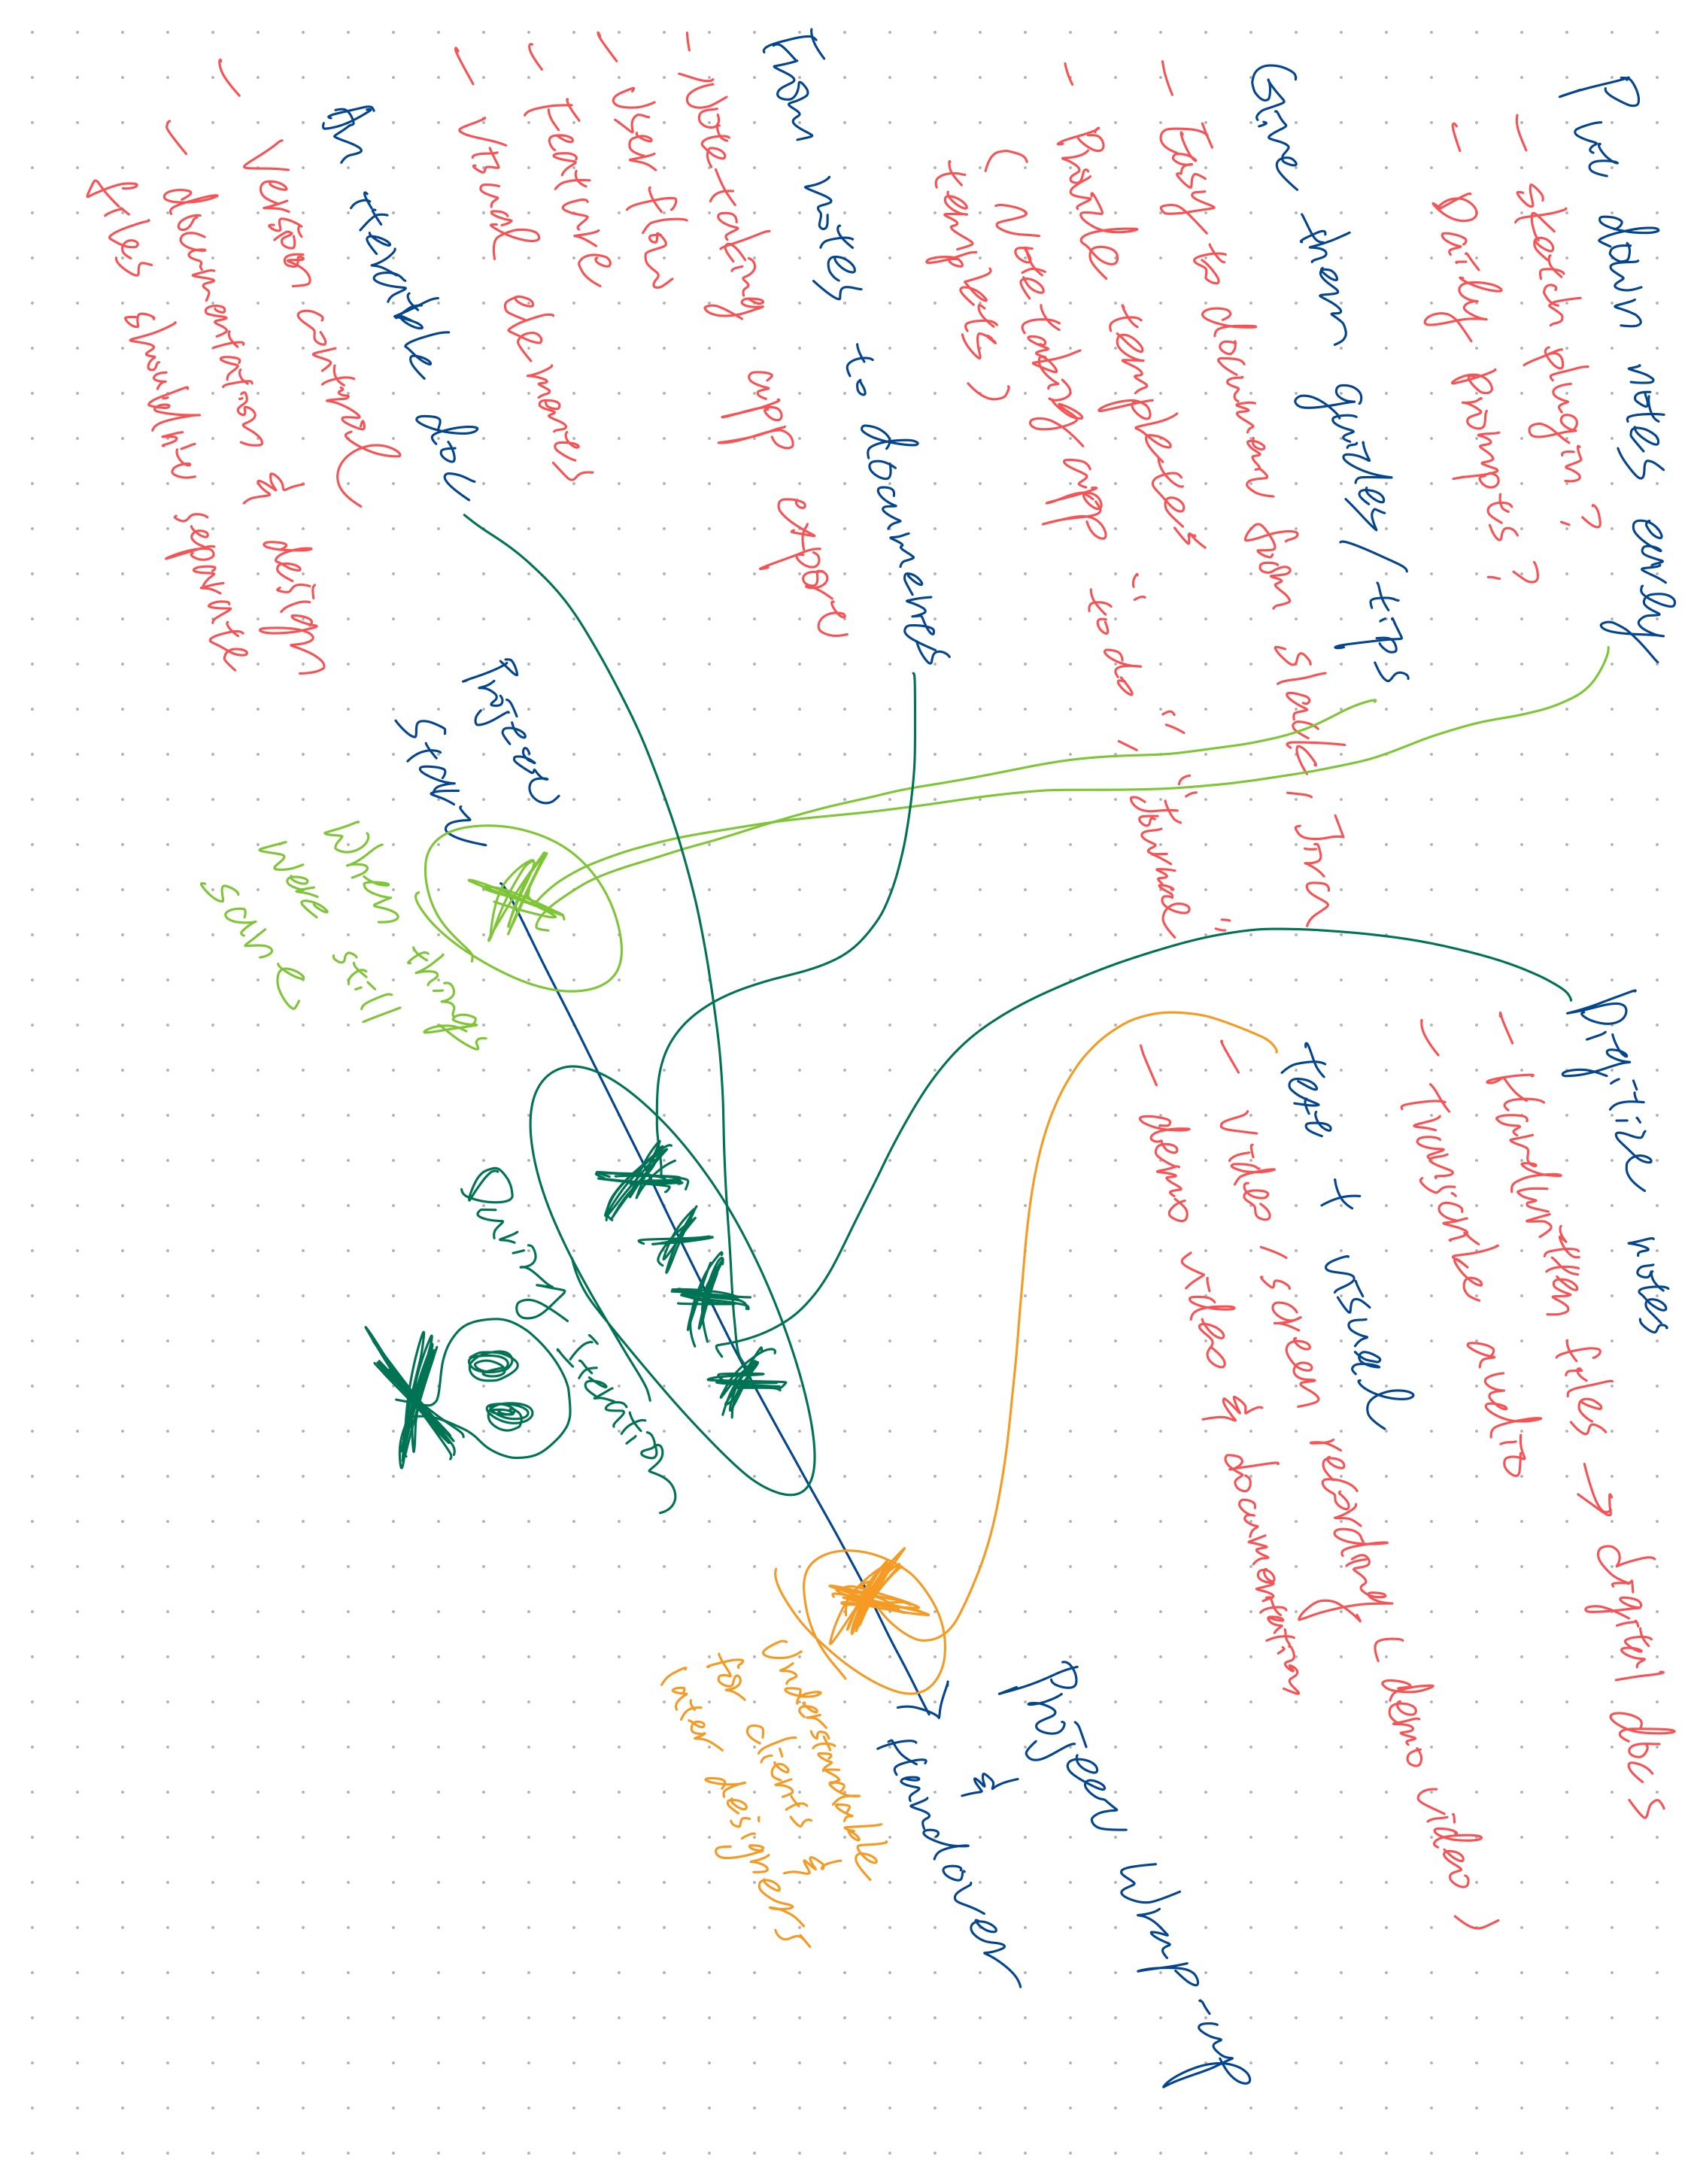 Put down notes early
- sketch plugin?
- Daily prompts?
Give them guides/tips
- Easy to document from slack, Jira
- Provide templates
(Note-taking app "to do", "journal"
templates)
From notes to documents
- Note-taking app export
- User flow
- Feature
- Visual elements
An iterable doc
- Version control
- documentation & design
files should live separate
Digitize notes
- Handwritten files → digital docs
- Transcribe audio
text + visual
- video / screen recording (demo video)
- demo video & documentation
Project Wrap-up
&
Handover
Understandable
for clients &
later designers
During Iteration
Project
Start
When things
were still
sane